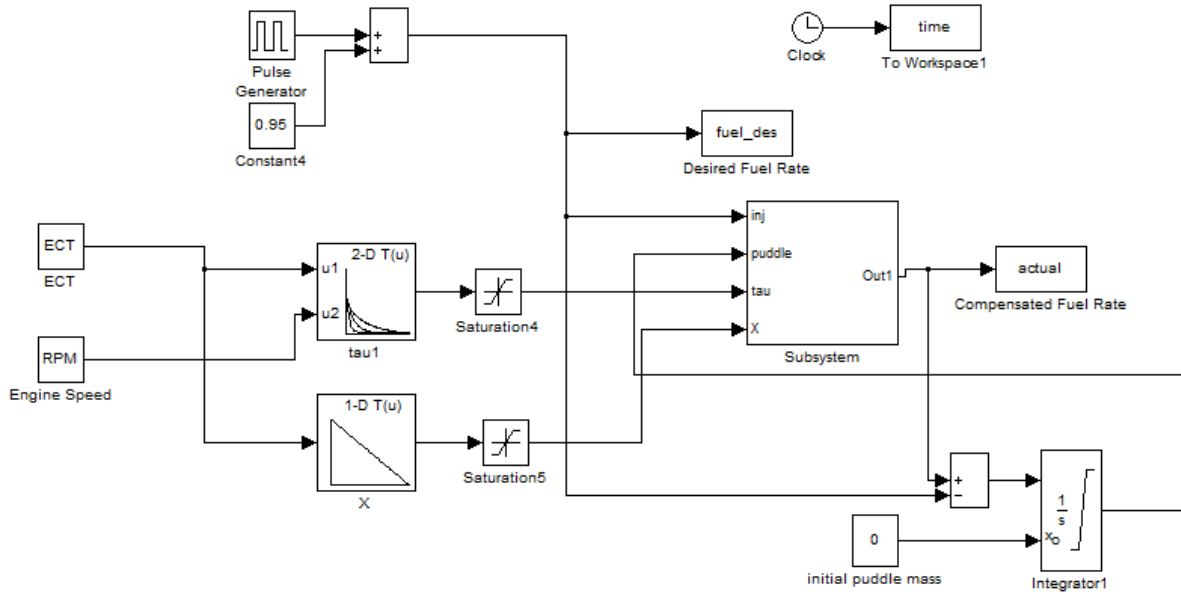 Pulse
Generator
+
+
0.95
Constant4
Clock
time
To Workspace1
fuel_des
Desired Fuel Rate
ECT
ECT
RPM
Engine Speed
2-D T(u)
u1
u2
tau1
Saturation4
1-D T(u)
X
Saturation5
inj
puddle
tau
X
Out1
Subsystem
actual
Compensated Fuel Rate
+
−
0
initial puddle mass
1
s
xo
Integrator1